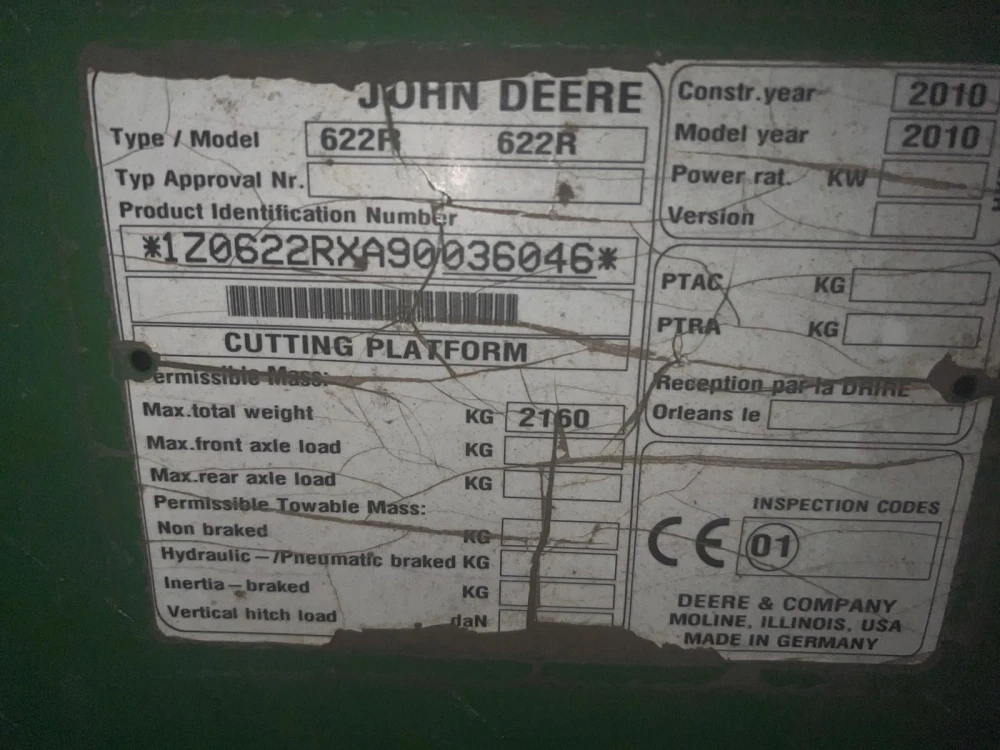 JOHN DEERE
Type / Model 622R 622R
Typ Approval Nr.
Product Identification Number
*1Z0622RXA90036046*
CUTTING PLATFORM
ermissible Mass:
Max.total weight KG 2160
Max.front axle load KG
Max.rear axle load KG
Permissible Towable Mass:
Non braked KG
Hydraulic-/Pneumatic braked KG
Inertia-braked KG
Vertical hitch load daN
Constr.year 2010
Model year 2010
Power rat. KW
Version
PTAC KG
PTRA KG
Reception par la DRIRE
Orleans le
INSPECTION CODES
CE 01
DEERE & COMPANY
MOLINE, ILLINOIS, USA
MADE IN GERMANY